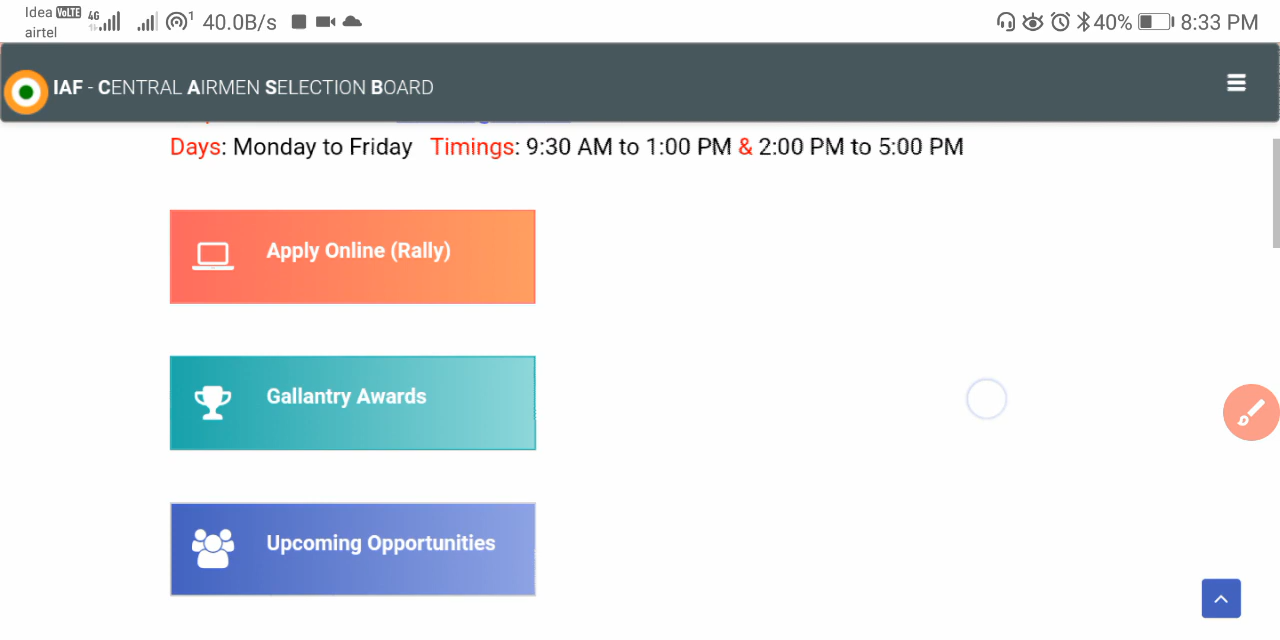 Idea VoLTE 4G 1 40.0B/s 40% 8:33 PM
airtel
IAF - CENTRAL AIRMEN SELECTION BOARD
Days: Monday to Friday Timings: 9:30 AM to 1:00 PM & 2:00 PM to 5:00 PM
Apply Online (Rally)
Gallantry Awards
Upcoming Opportunities